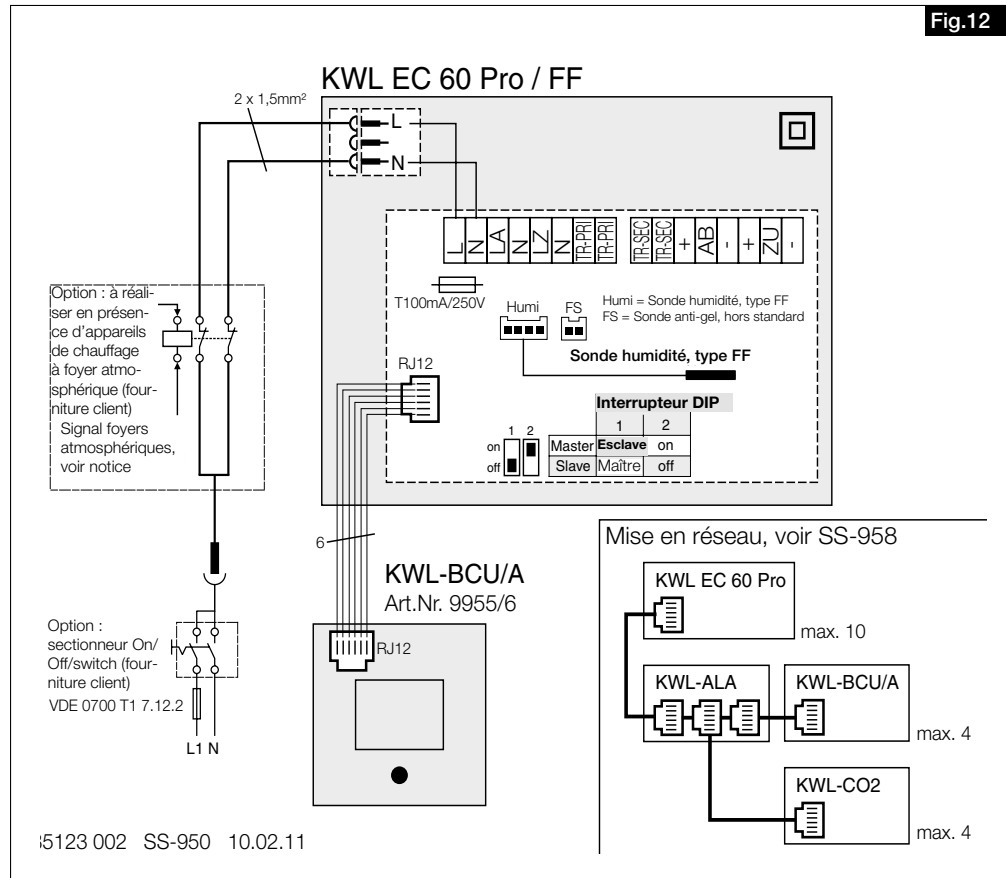 Fig.12
KWL EC 60 Pro / FF
2 x 1,5mm²
L
N
L
N
LA
N
LZ
N
TR-PRI
TR-PRI
TR-SEC
TR-SEC
+
AB
-
+
ZU
-
T100mA/250V
Humi
FS
Humi = Sonde humidité, type FF
FS = Sonde anti-gel, hors standard
Sonde humidité, type FF
RJ12
Interrupteur DIP
1 2
on
off
1 2
Master Esclave on
Slave Maître off
Option : à réali-
ser en présen-
ce d'appareils
de chauffage
à foyer atmo-
sphérique (four-
niture client)
Signal foyers
atmosphériques,
voir notice
6
KWL-BCU/A
Art.Nr. 9955/6
RJ12
Option :
sectionneur On/
Off/switch (four-
niture client)
VDE 0700 T1 7.12.2
L1 N
Mise en réseau, voir SS-958
KWL EC 60 Pro
max. 10
KWL-ALA
KWL-BCU/A
max. 4
KWL-CO2
max. 4
5123 002 SS-950 10.02.11